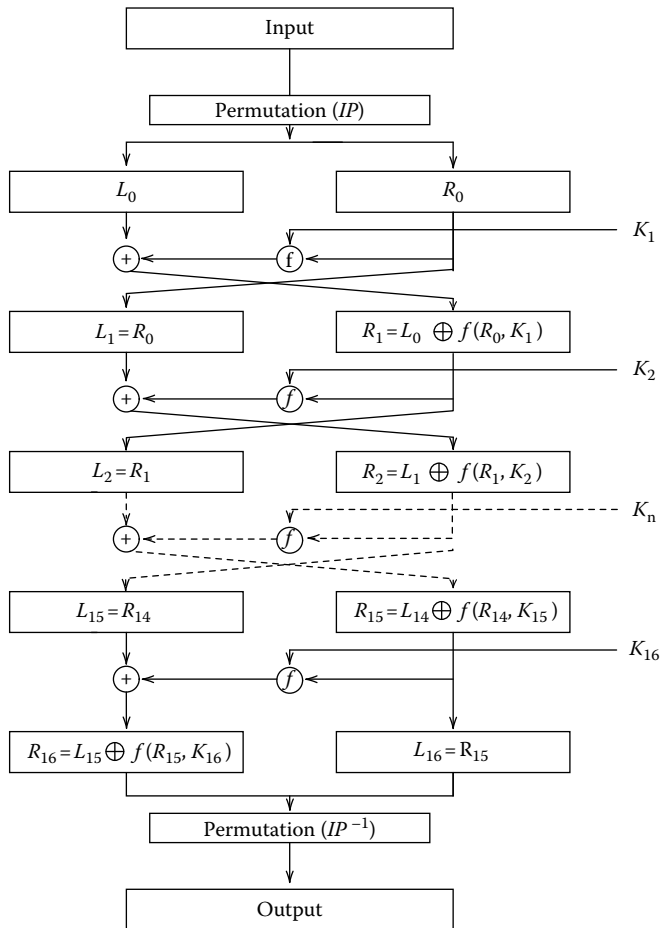 Input
Permutation (IP)
L₀
R₀
K₁
+
f
L₁ = R₀
R₁ = L₀ ⊕ f(R₀, K₁)
K₂
+
f
L₂ = R₁
R₂ = L₁ ⊕ f(R₁, K₂)
Kₙ
+
f
L₁₅ = R₁₄
R₁₅ = L₁₄ ⊕ f(R₁₄, K₁₅)
K₁₆
+
f
R₁₆ = L₁₅ ⊕ f(R₁₅, K₁₆)
L₁₆ = R₁₅
Permutation (IP⁻¹)
Output